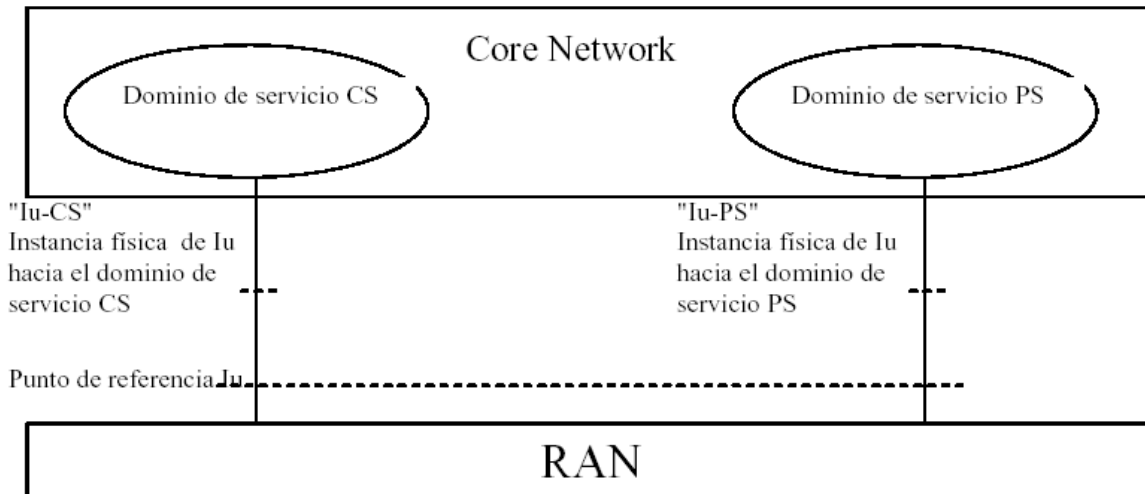 Core Network
Dominio de servicio CS
Dominio de servicio PS
"Iu-CS"
Instancia física de Iu
hacia el dominio de
servicio CS
"Iu-PS"
Instancia física de Iu
hacia el dominio de
servicio PS
Punto de referencia Iu
RAN